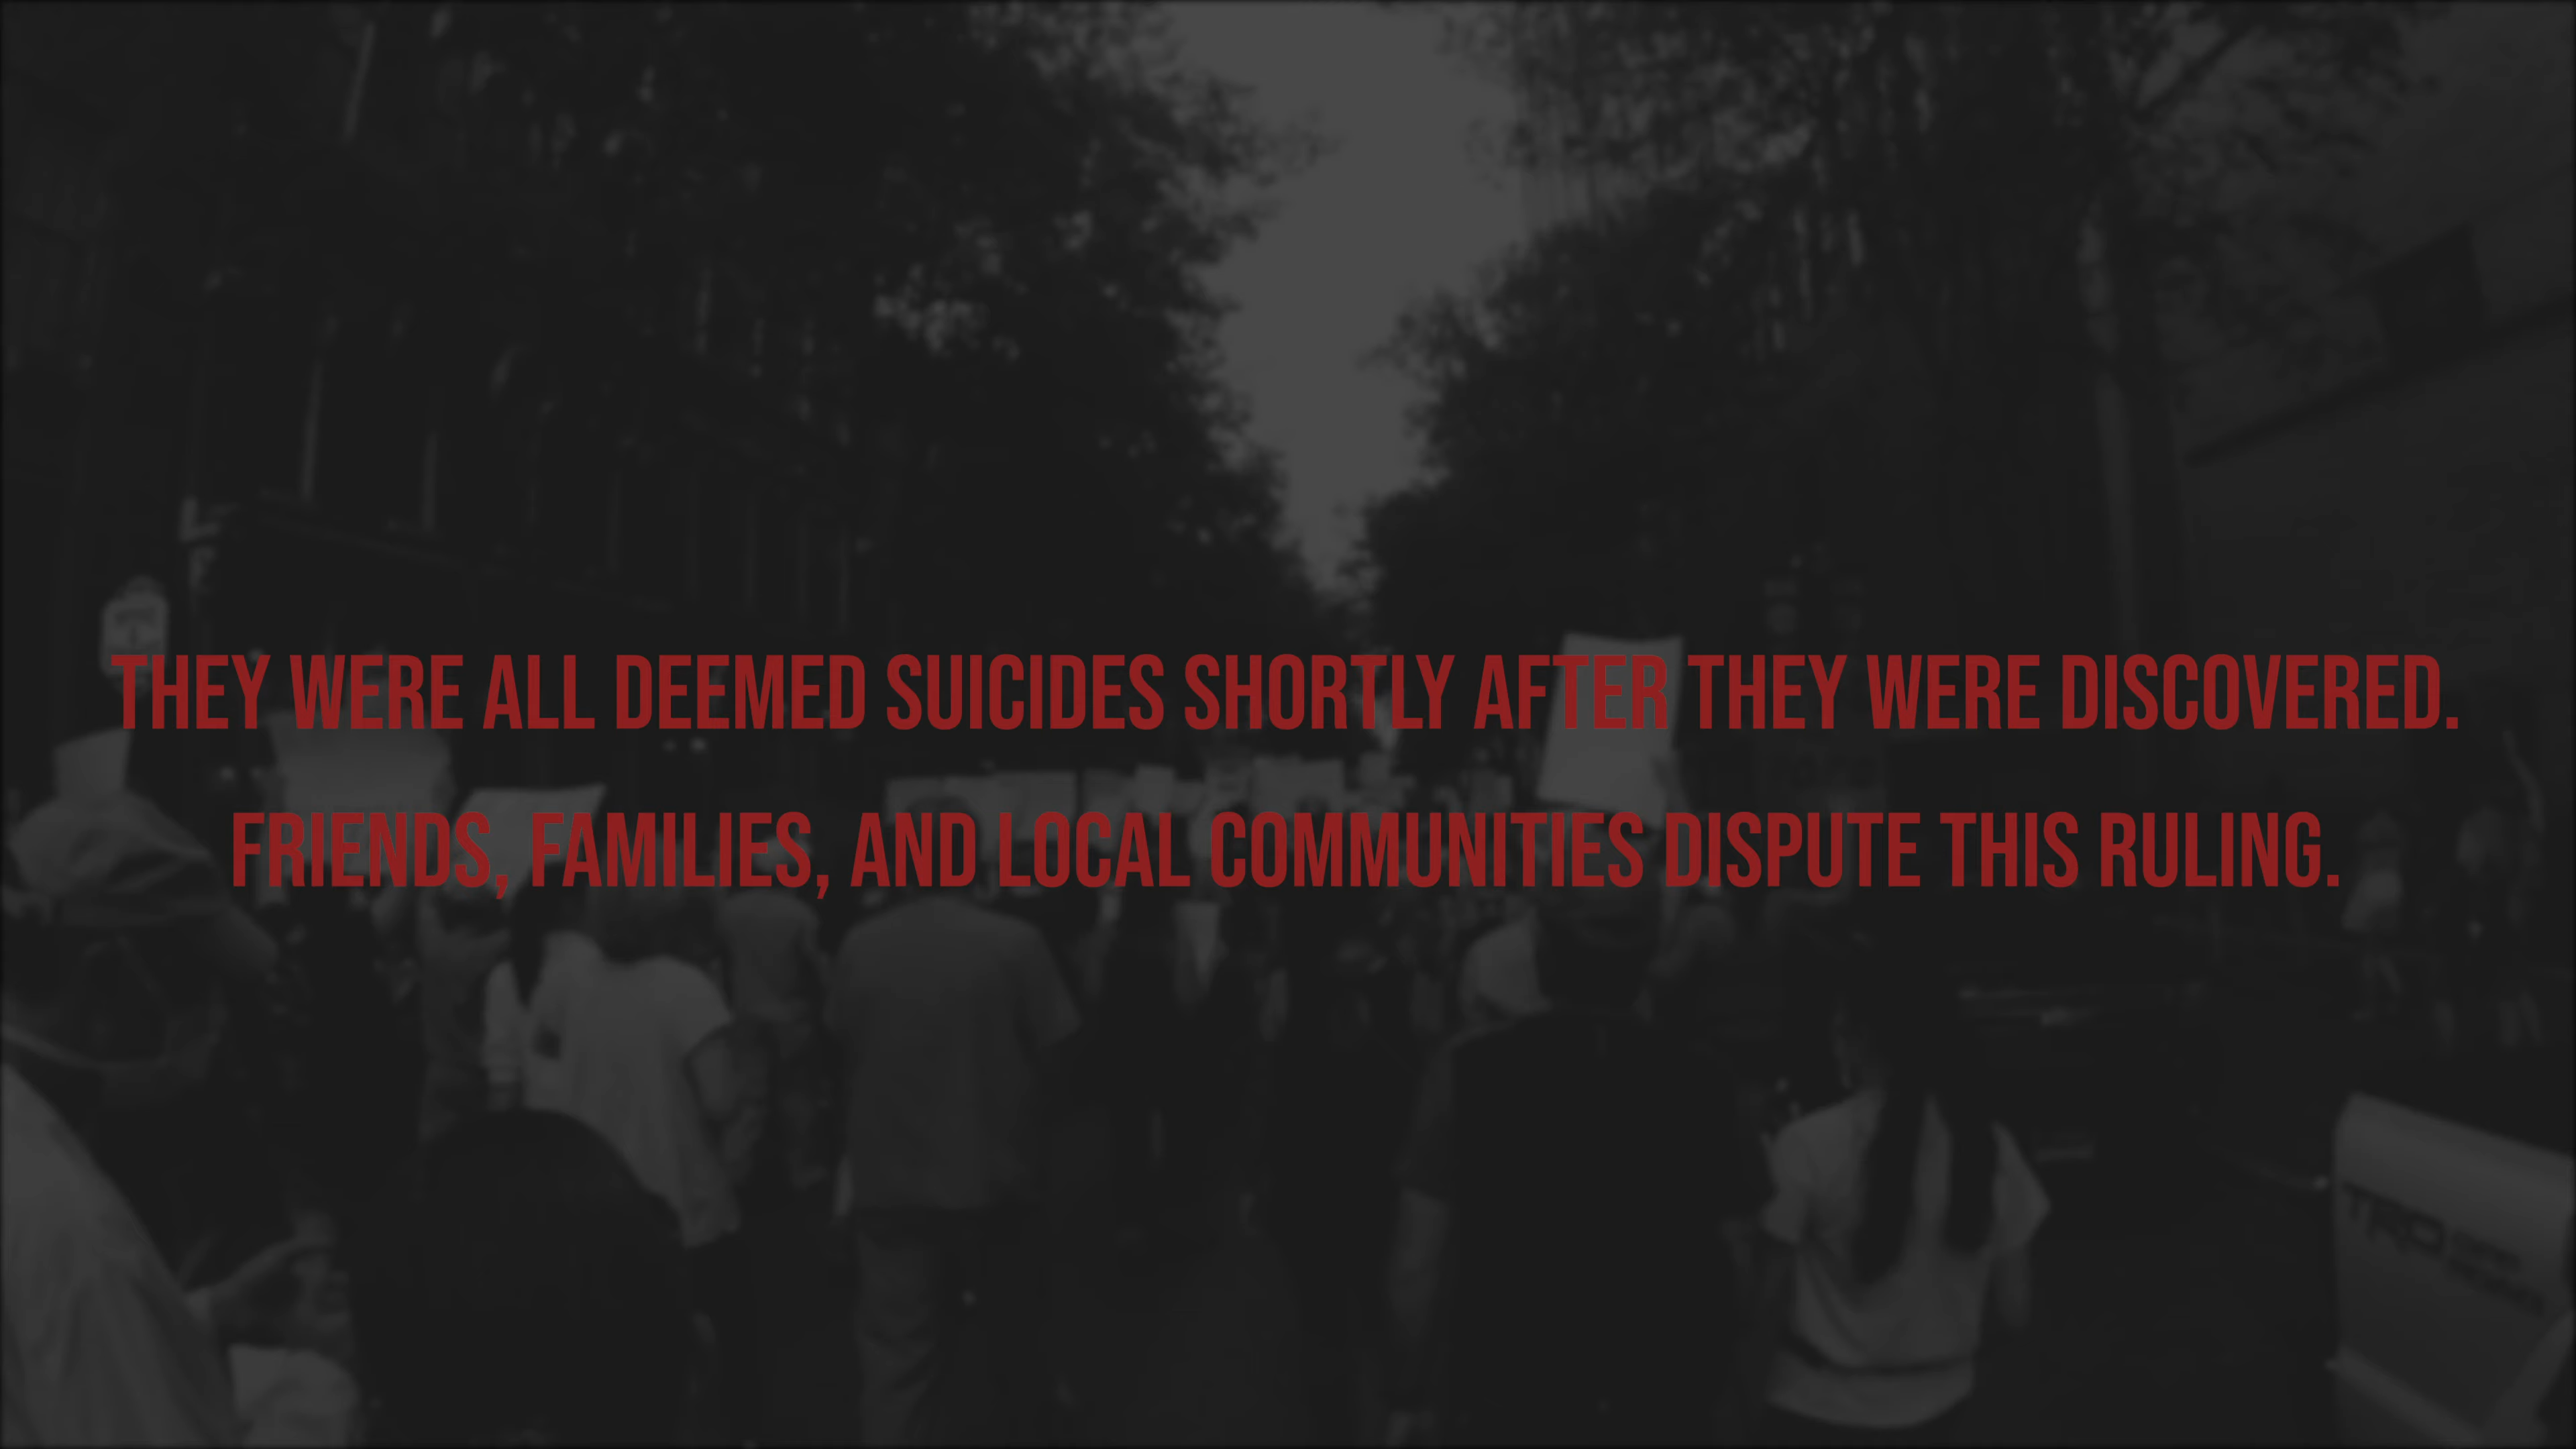 THEY WERE ALL DEEMED SUICIDES SHORTLY AFTER THEY WERE DISCOVERED.
FRIENDS, FAMILIES, AND LOCAL COMMUNITIES DISPUTE THIS RULING.